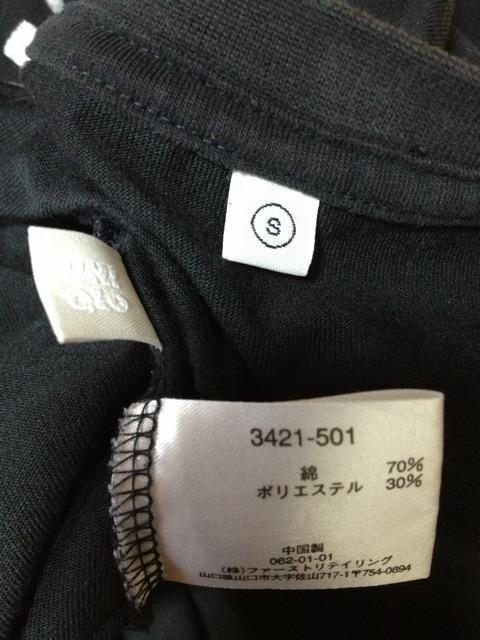 S
3421-501
綿 70%
ポリエステル 30%
中国製
062-01-01
(株)ファーストリテイリング
山口県山口市大字佐山717-1〒754-0894